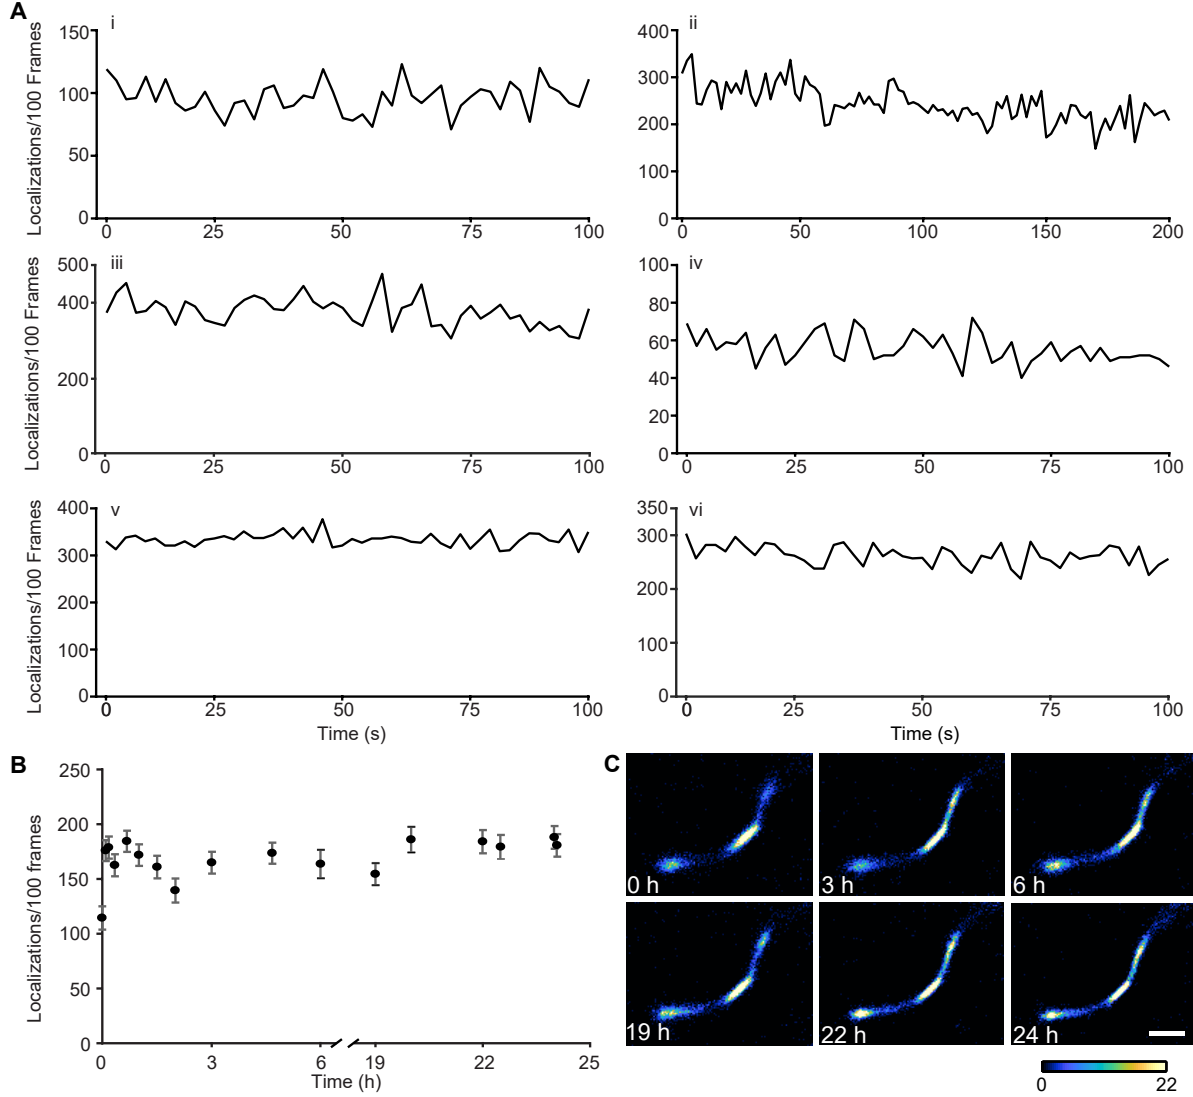 A
i
Localizations/100 Frames
150
100
50
0
0 25 50 75 100
ii
400
300
200
100
0
0 50 100 150 200
iii
Localizations/100 Frames
500
400
200
0
0 25 50 75 100
iv
100
80
60
40
20
0
0 25 50 75 100
v
Localizations/100 Frames
400
300
200
100
0
0 25 50 75 100
Time (s)
vi
350
300
200
100
0
0 25 50 75 100
Time (s)
B
Localizations/100 frames
250
200
150
100
50
0
0 3 6 19 22 25
Time (h)
C
0 h
3 h
6 h
19 h
22 h
24 h
0 22